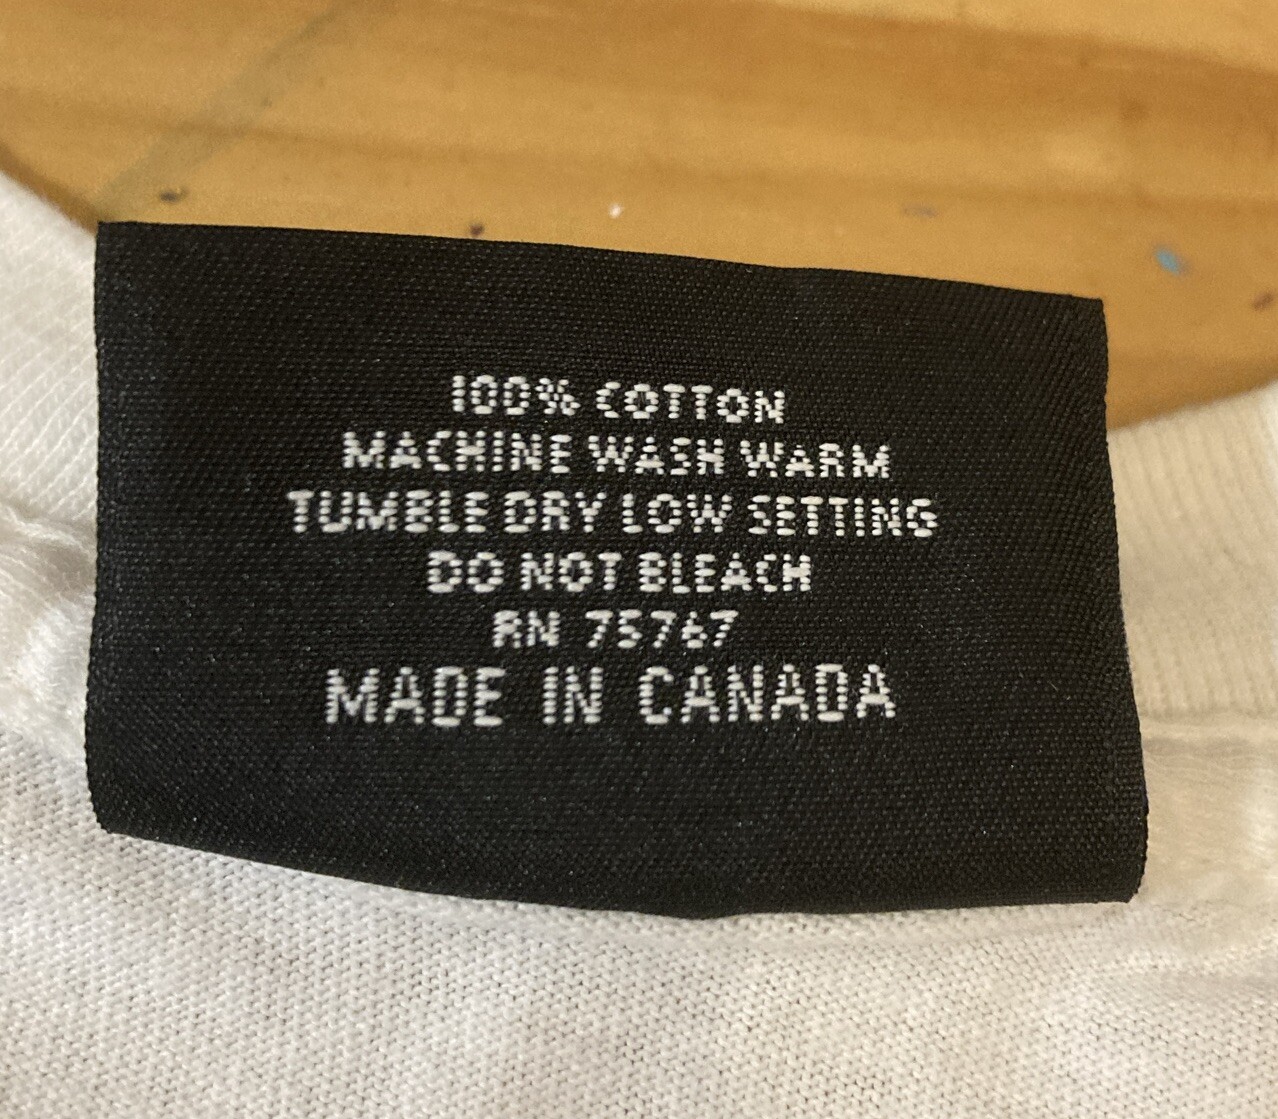 100% COTTON
MACHINE WASH WARM
TUMBLE DRY LOW SETTING
DO NOT BLEACH
RN 75767
MADE IN CANADA